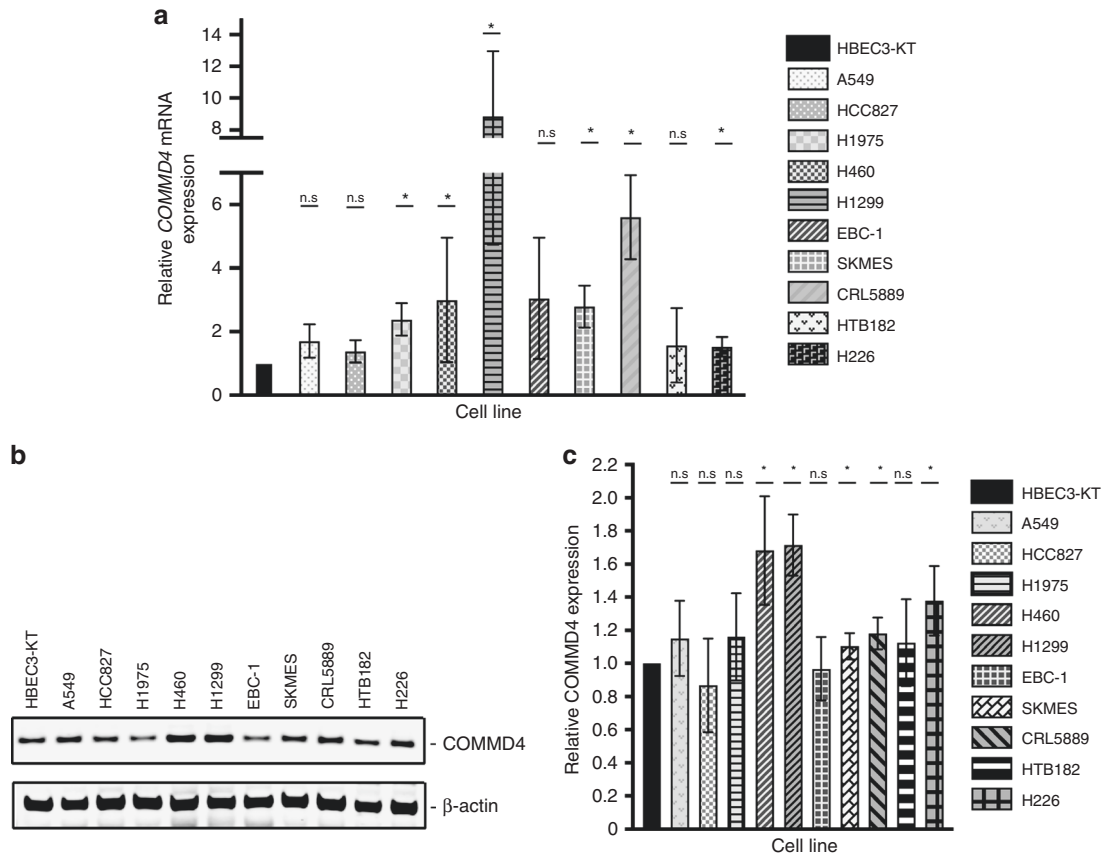 a
14
12
10
8
6
4
2
0
Relative COMMD4 mRNA
expression
n.s
n.s
*
*
*
n.s
*
*
n.s
*
Cell line
HBEC3-KT
A549
HCC827
H1975
H460
H1299
EBC-1
SKMES
CRL5889
HTB182
H226
b
HBEC3-KT
A549
HCC827
H1975
H460
H1299
EBC-1
SKMES
CRL5889
HTB182
H226
- COMMD4
- β-actin
c
2.2
2.0
1.8
1.6
1.4
1.2
1.0
0.8
0.6
0.4
0.2
0
Relative COMMD4 expression
n.s
n.s
n.s
*
*
n.s
*
*
n.s
*
Cell line
HBEC3-KT
A549
HCC827
H1975
H460
H1299
EBC-1
SKMES
CRL5889
HTB182
H226